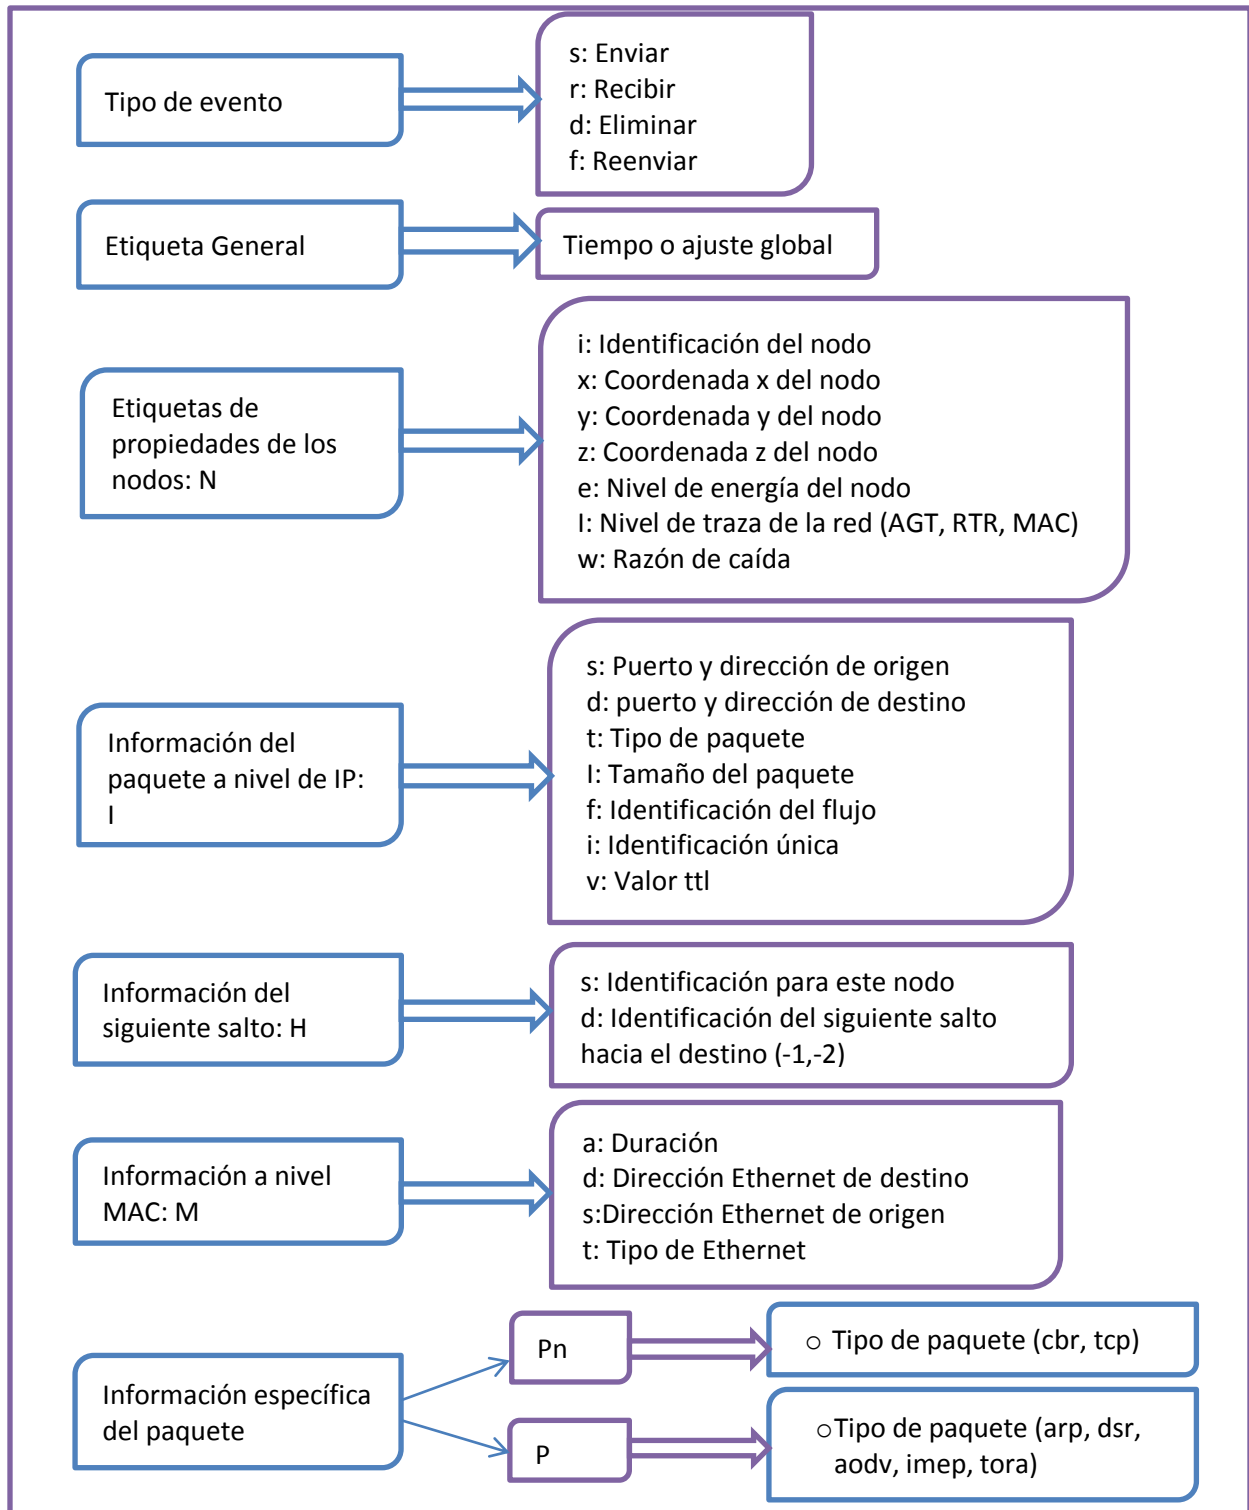 Tipo de evento
s: Enviar
r: Recibir
d: Eliminar
f: Reenviar
Etiqueta General
Tiempo o ajuste global
Etiquetas de
propiedades de los
nodos: N
i: Identificación del nodo
x: Coordenada x del nodo
y: Coordenada y del nodo
z: Coordenada z del nodo
e: Nivel de energía del nodo
I: Nivel de traza de la red (AGT, RTR, MAC)
w: Razón de caída
Información del
paquete a nivel de IP:
I
s: Puerto y dirección de origen
d: puerto y dirección de destino
t: Tipo de paquete
I: Tamaño del paquete
f: Identificación del flujo
i: Identificación única
v: Valor ttl
Información del
siguiente salto: H
s: Identificación para este nodo
d: Identificación del siguiente salto
hacia el destino (-1,-2)
Información a nivel
MAC: M
a: Duración
d: Dirección Ethernet de destino
s:Dirección Ethernet de origen
t: Tipo de Ethernet
Información específica
del paquete
Pn
o Tipo de paquete (cbr, tcp)
P
oTipo de paquete (arp, dsr,
aodv, imep, tora)